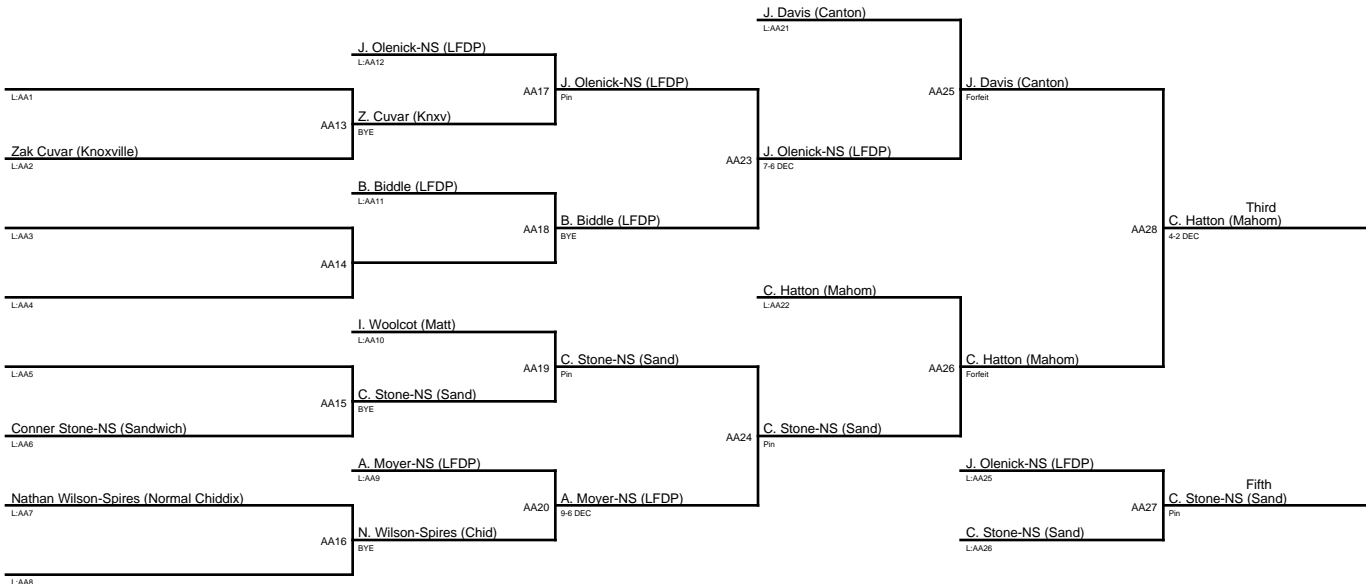 J. Davis (Canton)
L:AA21
J. Olenick-NS (LFDP)
L:AA12
AA17
J. Olenick-NS (LFDP)
Pin
AA25
J. Davis (Canton)
Forfeit
L:AA1
AA13
Z. Cuvar (Knxv)
BYE
Zak Cuvar (Knoxville)
L:AA2
AA23
J. Olenick-NS (LFDP)
7-6 DEC
B. Biddle (LFDP)
L:AA11
Third
L:AA3
AA18
B. Biddle (LFDP)
BYE
AA28
C. Hatton (Mahom)
4-2 DEC
AA14
L:AA4
C. Hatton (Mahom)
L:AA22
I. Woolcot (Matt)
L:AA10
L:AA5
AA19
C. Stone-NS (Sand)
Pin
AA26
C. Hatton (Mahom)
Forfeit
AA15
C. Stone-NS (Sand)
BYE
Conner Stone-NS (Sandwich)
L:AA6
AA24
C. Stone-NS (Sand)
Pin
A. Moyer-NS (LFDP)
L:AA9
J. Olenick-NS (LFDP)
L:AA25
Fifth
Nathan Wilson-Spires (Normal Chiddix)
L:AA7
AA20
A. Moyer-NS (LFDP)
9-6 DEC
AA27
C. Stone-NS (Sand)
Pin
AA16
N. Wilson-Spires (Chid)
BYE
C. Stone-NS (Sand)
L:AA26
L:AA8